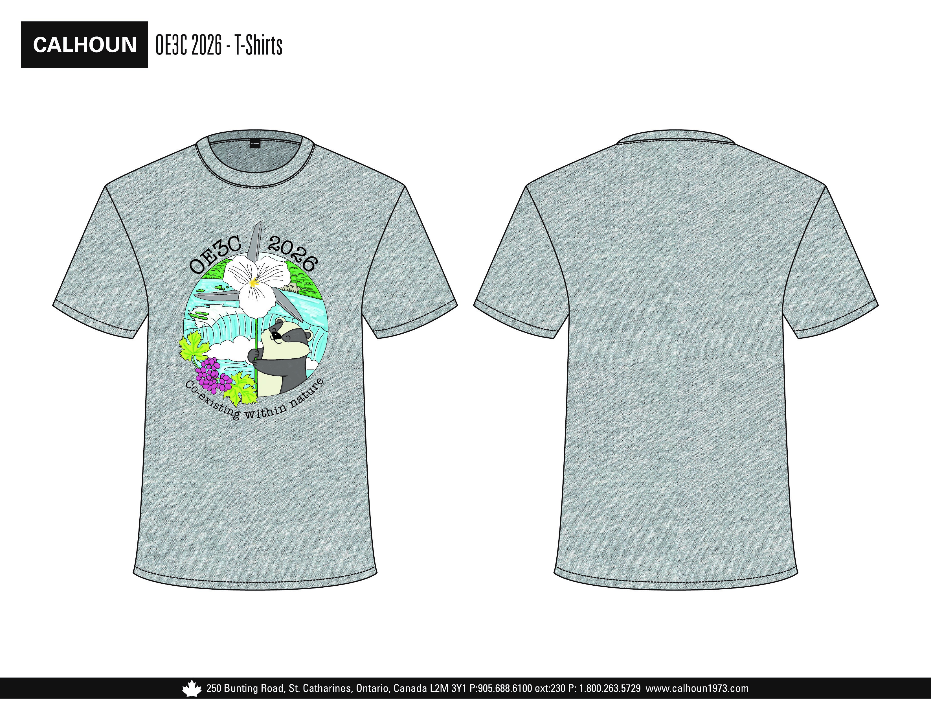 CALHOUN OE3C 2026 - T-Shirts
OE3C 2026
Co-existing within nature
250 Bunting Road, St. Catharines, Ontario, Canada L2M 3Y1 P:905.688.6100 ext:230 P: 1.800.263.5729 www.calhoun1973.com